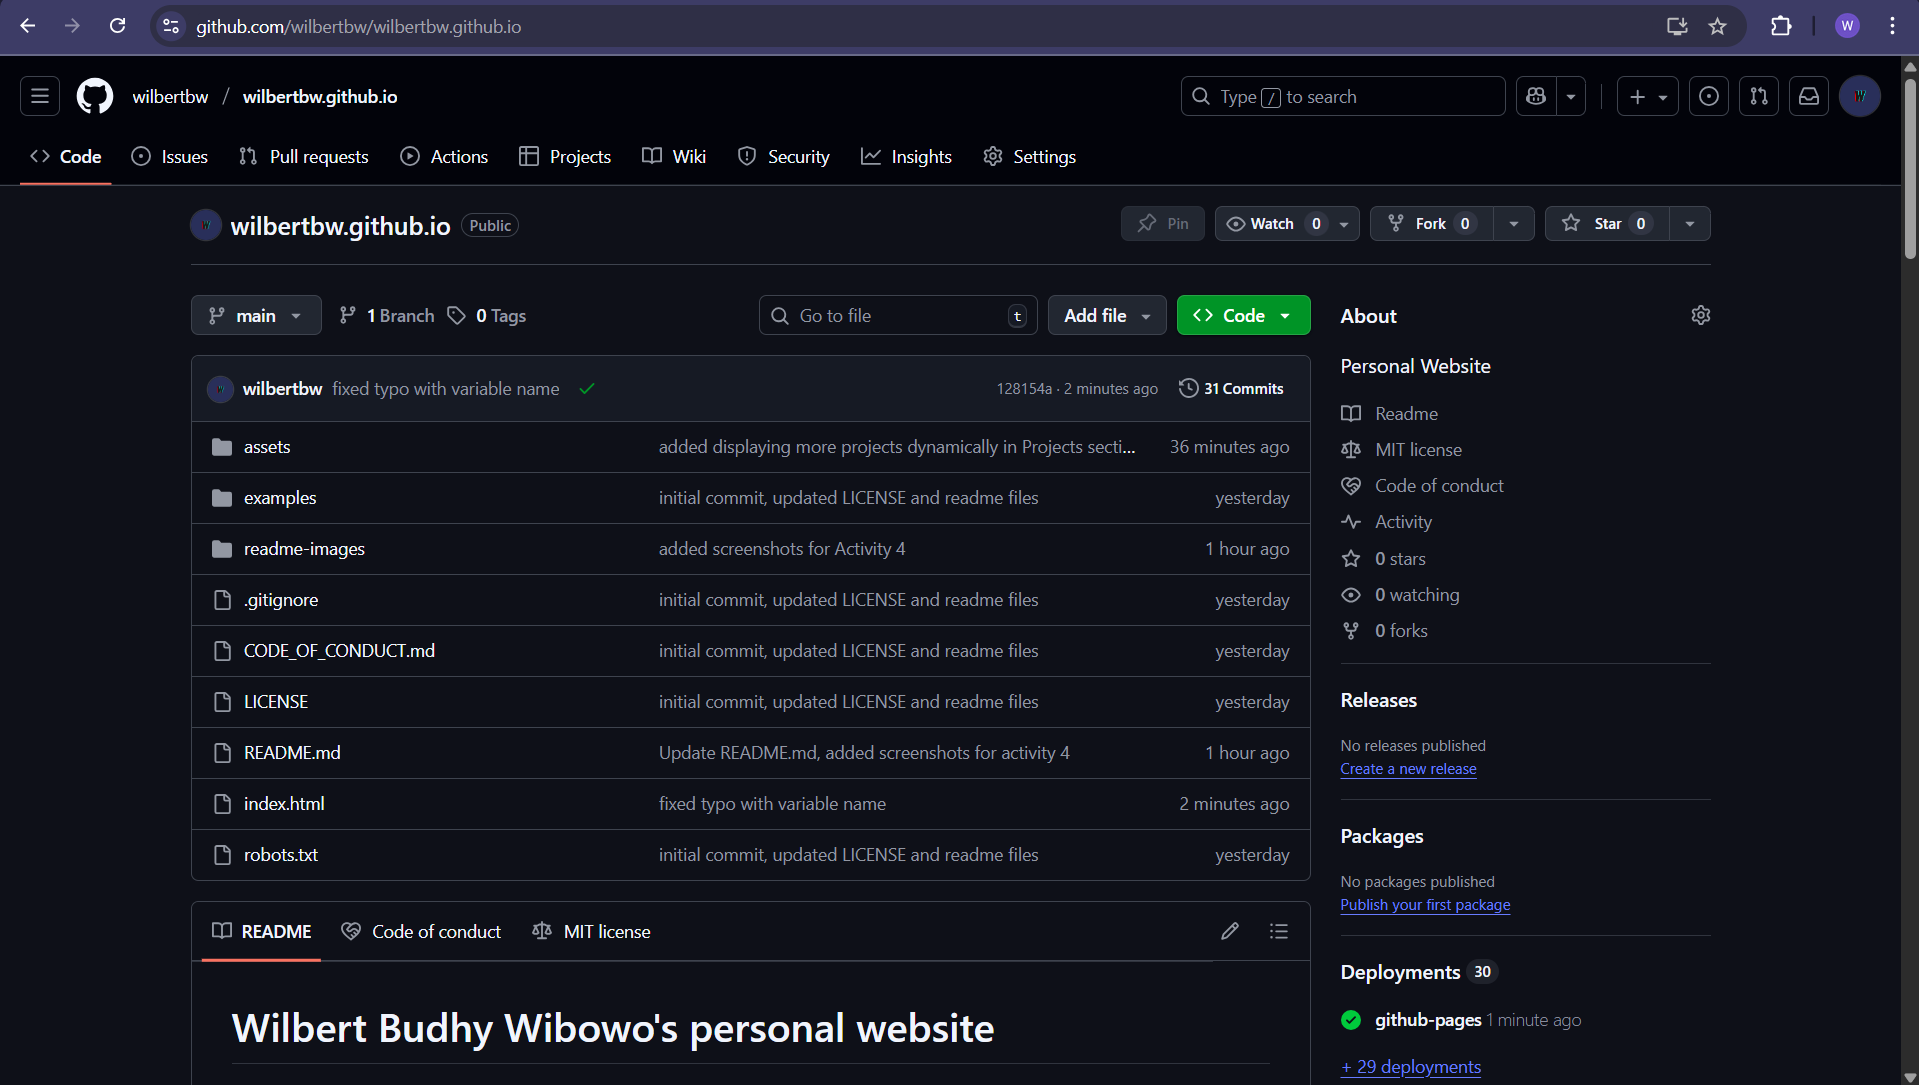 github.com/wilbertbw/wilbertbw.github.io
W
wilbertbw / wilbertbw.github.io
Type / to search
Code
Issues
Pull requests
Actions
Projects
Wiki
Security
Insights
Settings
wilbertbw.github.io Public
Pin
Watch 0
Fork 0
Star 0
main
1 Branch
0 Tags
Go to file t
Add file
Code
wilbertbw fixed typo with variable name 128154a · 2 minutes ago 31 Commits
assets added displaying more projects dynamically in Projects secti... 36 minutes ago
examples initial commit, updated LICENSE and readme files yesterday
readme-images added screenshots for Activity 4 1 hour ago
.gitignore initial commit, updated LICENSE and readme files yesterday
CODE_OF_CONDUCT.md initial commit, updated LICENSE and readme files yesterday
LICENSE initial commit, updated LICENSE and readme files yesterday
README.md Update README.md, added screenshots for activity 4 1 hour ago
index.html fixed typo with variable name 2 minutes ago
robots.txt initial commit, updated LICENSE and readme files yesterday
README
Code of conduct
MIT license
Wilbert Budhy Wibowo's personal website
About
Personal Website
Readme
MIT license
Code of conduct
Activity
0 stars
0 watching
0 forks
Releases
No releases published
Create a new release
Packages
No packages published
Publish your first package
Deployments 30
github-pages 1 minute ago
+ 29 deployments